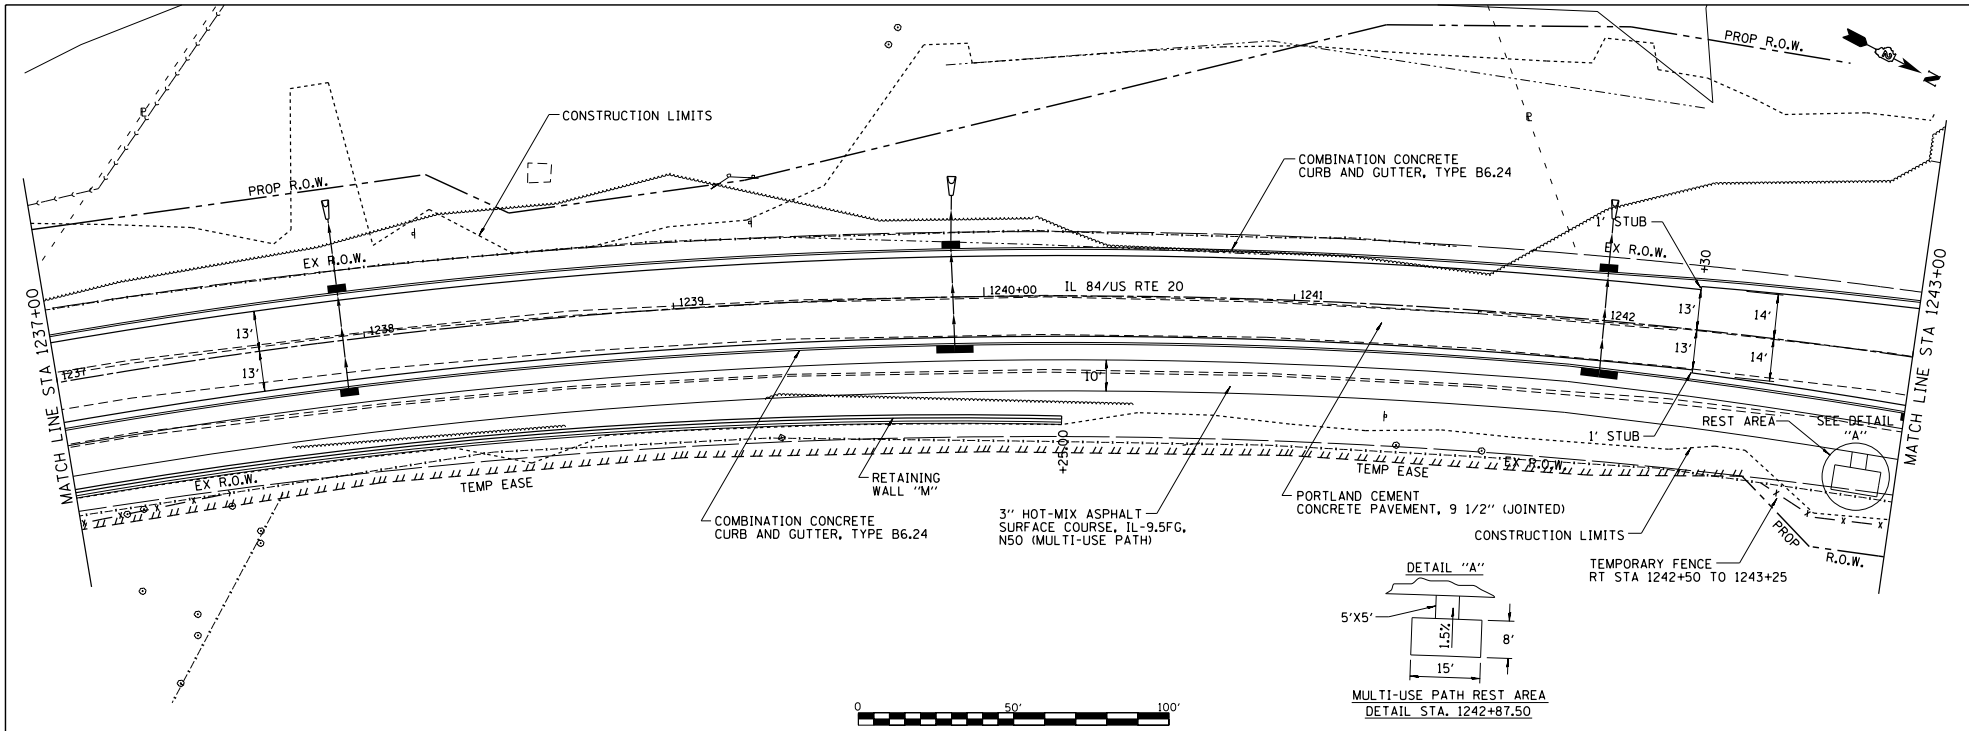 PROP R.O.W.
N
CONSTRUCTION LIMITS
COMBINATION CONCRETE
CURB AND GUTTER, TYPE B6.24
PROP R.O.W.
1' STUB
EX R.O.W.
+30
EX R.O.W.
MATCH LINE STA 1237+00
MATCH LINE STA 1243+00
1237
1238
1239
1240+00
IL 84/US RTE 20
1241
1242
13'
13'
13'
13'
14'
14'
10'
1' STUB
REST AREA
SEE DETAIL
"A"
EX R.O.W.
TEMP EASE
RETAINING
WALL "M"
+25.00
TEMP EASE
EX R.O.W.
COMBINATION CONCRETE
CURB AND GUTTER, TYPE B6.24
3" HOT-MIX ASPHALT
SURFACE COURSE, IL-9.5FG,
N50 (MULTI-USE PATH)
PORTLAND CEMENT
CONCRETE PAVEMENT, 9 1/2" (JOINTED)
CONSTRUCTION LIMITS
PROP
R.O.W.
TEMPORARY FENCE
RT STA 1242+50 TO 1243+25
DETAIL "A"
5'X5'
1.5%
8'
15'
MULTI-USE PATH REST AREA
DETAIL STA. 1242+87.50
0
50'
100'